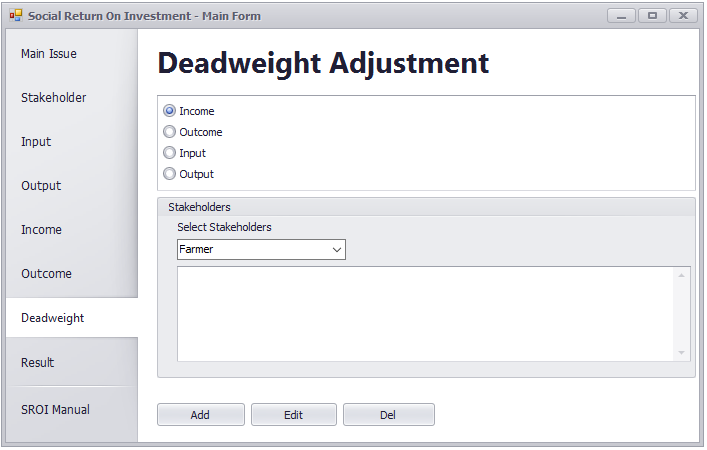 Social Return On Investment - Main Form
Main Issue
Stakeholder
Input
Output
Income
Outcome
Deadweight
Result
SROI Manual
Deadweight Adjustment
Income
Outcome
Input
Output
Stakeholders
Select Stakeholders
Farmer
Add
Edit
Del